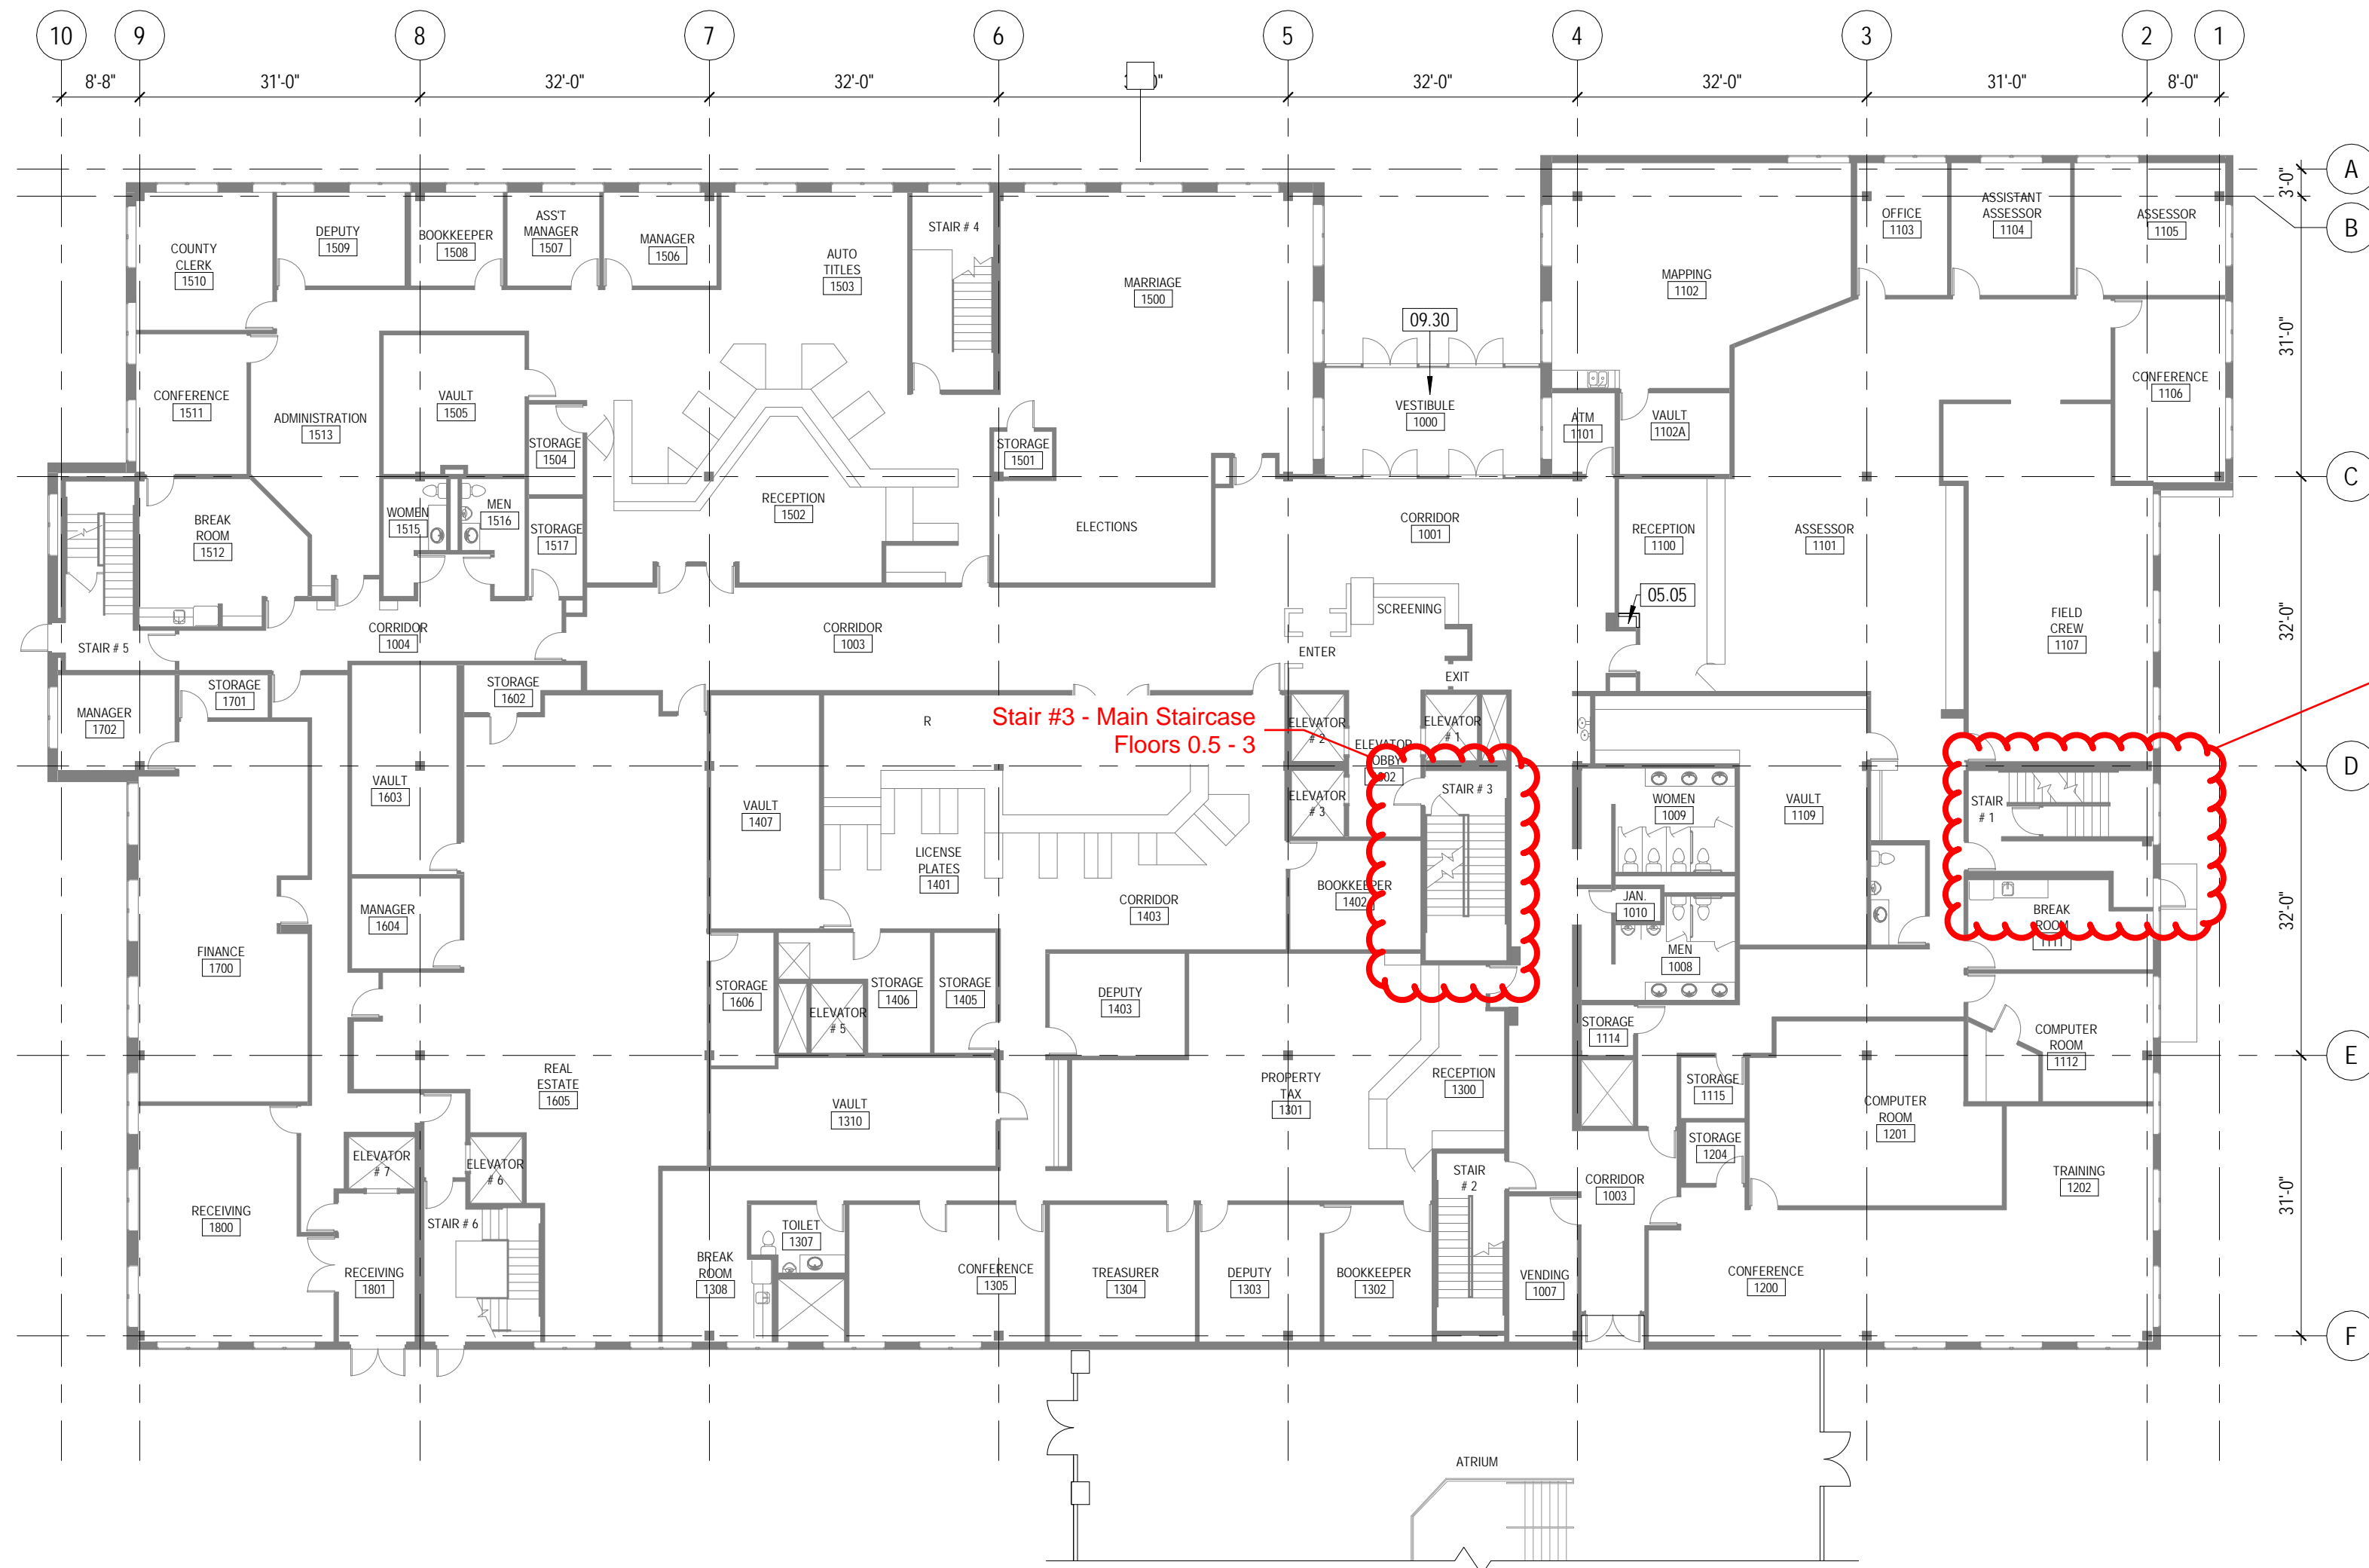 10 9 8 7 6 5 4 3 2 1
8'-8" 31'-0" 32'-0" 32'-0" 32'-0" 32'-0" 31'-0" 8'-0"
A
3'-0"
B
31'-0"
C
32'-0"
D
32'-0"
E
31'-0"
F
COUNTY
CLERK
1510
DEPUTY
1509
BOOKKEEPER
1508
ASS'T
MANAGER
1507
MANAGER
1506
AUTO
TITLES
1503
STAIR # 4
MARRIAGE
1500
09.30
VESTIBULE
1000
MAPPING
1102
OFFICE
1103
ASSISTANT
ASSESSOR
1104
ASSESSOR
1105
CONFERENCE
1106
CONFERENCE
1511
ADMINISTRATION
1513
VAULT
1505
STORAGE
1504
STORAGE
1501
ATM
1101
VAULT
1102A
BREAK
ROOM
1512
WOMEN
1515
MEN
1516
STORAGE
1517
RECEPTION
1502
ELECTIONS
CORRIDOR
1001
RECEPTION
1100
ASSESSOR
1101
05.05
SCREENING
ENTER
EXIT
FIELD
CREW
1107
STAIR # 5
CORRIDOR
1004
CORRIDOR
1003
MANAGER
1702
STORAGE
1701
STORAGE
1602
R
Stair #3 - Main Staircase
Floors 0.5 - 3
ELEVATOR
# 2
ELEVATOR
LOBBY
1002
ELEVATOR
# 1
ELEVATOR
# 3
STAIR # 3
VAULT
1603
VAULT
1407
LICENSE
PLATES
1401
CORRIDOR
1403
BOOKKEEPER
1402
WOMEN
1009
VAULT
1109
STAIR
# 1
JAN.
1010
MEN
1008
BREAK
ROOM
1111
MANAGER
1604
FINANCE
1700
STORAGE
1606
ELEVATOR
# 5
STORAGE
1406
STORAGE
1405
DEPUTY
1403
STORAGE
1114
COMPUTER
ROOM
1112
REAL
ESTATE
1605
VAULT
1310
PROPERTY
TAX
1301
RECEPTION
1300
STORAGE
1115
COMPUTER
ROOM
1201
STORAGE
1204
ELEVATOR
# 7
ELEVATOR
# 6
STAIR
# 2
CORRIDOR
1003
TRAINING
1202
RECEIVING
1800
STAIR # 6
RECEIVING
1801
BREAK
ROOM
1308
TOILET
1307
CONFERENCE
1305
TREASURER
1304
DEPUTY
1303
BOOKKEEPER
1302
VENDING
1007
CONFERENCE
1200
ATRIUM